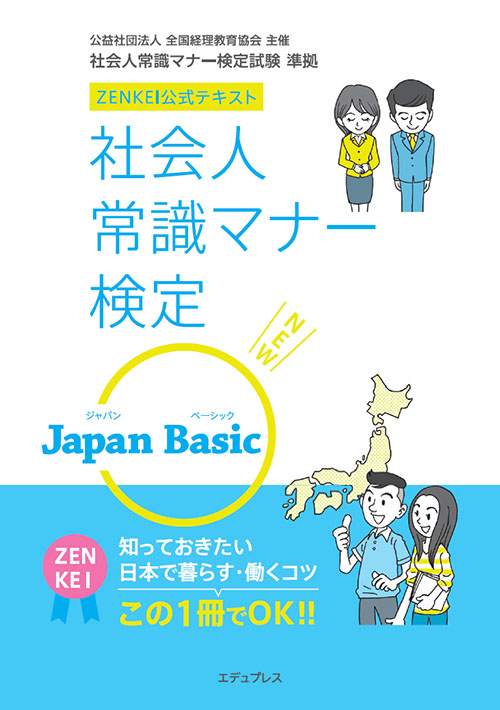 公益社団法人 全国経理教育協会 主催
社会人常識マナー検定試験 準拠
ZENKEI公式テキスト
社会人
常識マナー
検定
NEW
ジャパン ベーシック
Japan Basic
ZEN
KEI
知っておきたい
日本で暮らす・働くコツ
この1冊でOK!!
エデュプレス